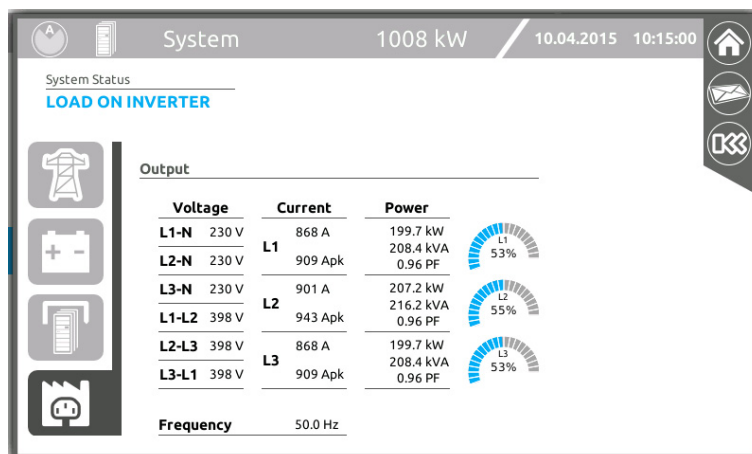 A
System
1008 kW
10.04.2015 10:15:00
System Status
LOAD ON INVERTER
Output
Voltage Current Power
L1-N 230 V
L2-N 230 V
L3-N 230 V
L1-L2 398 V
L2-L3 398 V
L3-L1 398 V
L1
868 A
909 Apk
L2
901 A
943 Apk
L3
868 A
909 Apk
199.7 kW
208.4 kVA
0.96 PF
207.2 kW
216.2 kVA
0.96 PF
199.7 kW
208.4 kVA
0.96 PF
L1
53%
L2
55%
L3
53%
Frequency 50.0 Hz